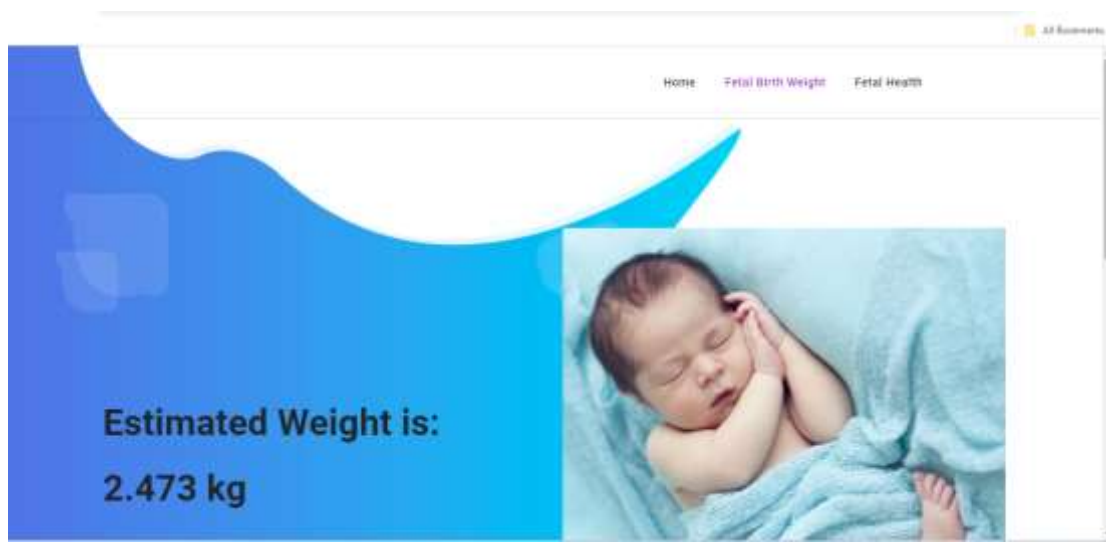 All Bookmarks
Home Fetal Birth Weight Fetal Health
Estimated Weight is:
2.473 kg